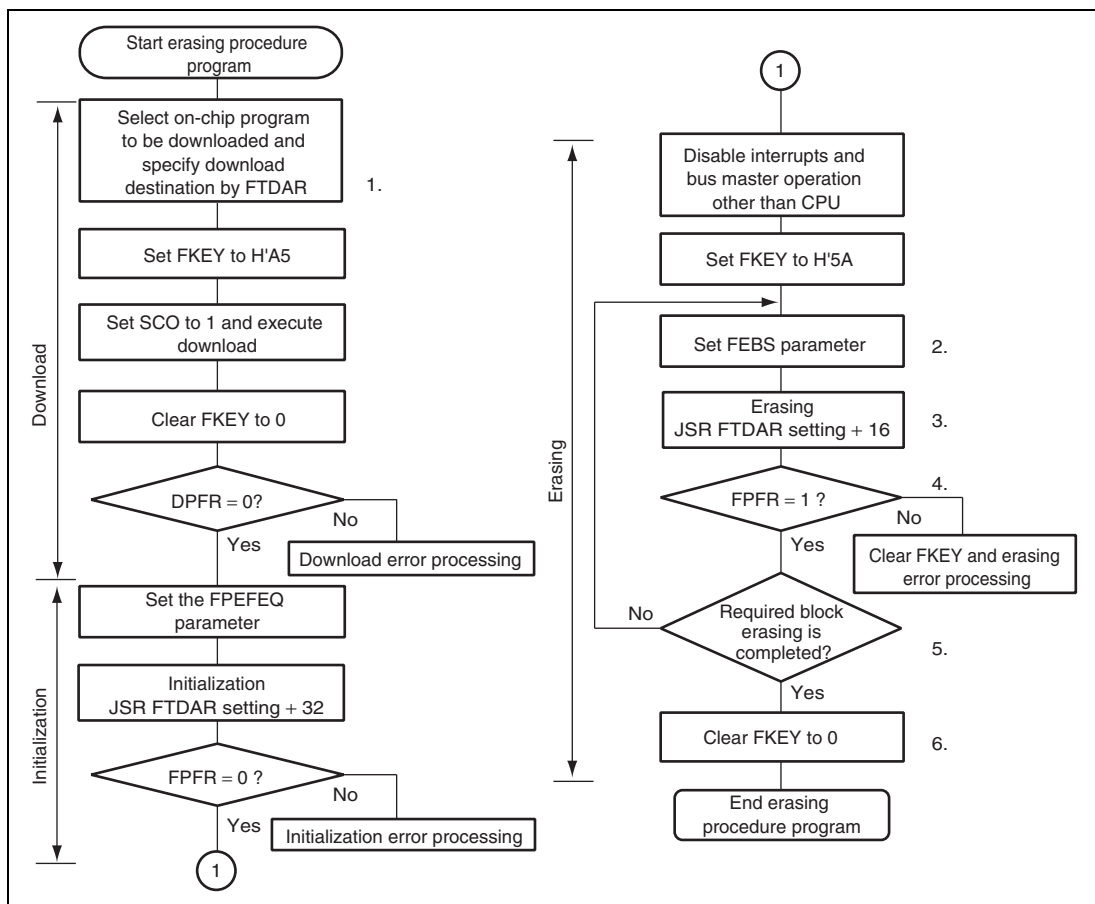 Start erasing procedure
program
Download
Select on-chip program
to be downloaded and
specify download
destination by FTDAR
1.
Set FKEY to H'A5
Set SCO to 1 and execute
download
Clear FKEY to 0
DPFR = 0?
No
Yes
Download error processing
Initialization
Set the FPEFEQ
parameter
Initialization
JSR FTDAR setting + 32
FPFR = 0 ?
No
Yes
Initialization error processing
1
1
Erasing
Disable interrupts and
bus master operation
other than CPU
Set FKEY to H'5A
Set FEBS parameter
2.
Erasing
JSR FTDAR setting + 16
3.
4.
FPFR = 1 ?
No
Yes
Clear FKEY and erasing
error processing
No
Required block
erasing is
completed?
5.
Yes
Clear FKEY to 0
6.
End erasing
procedure program